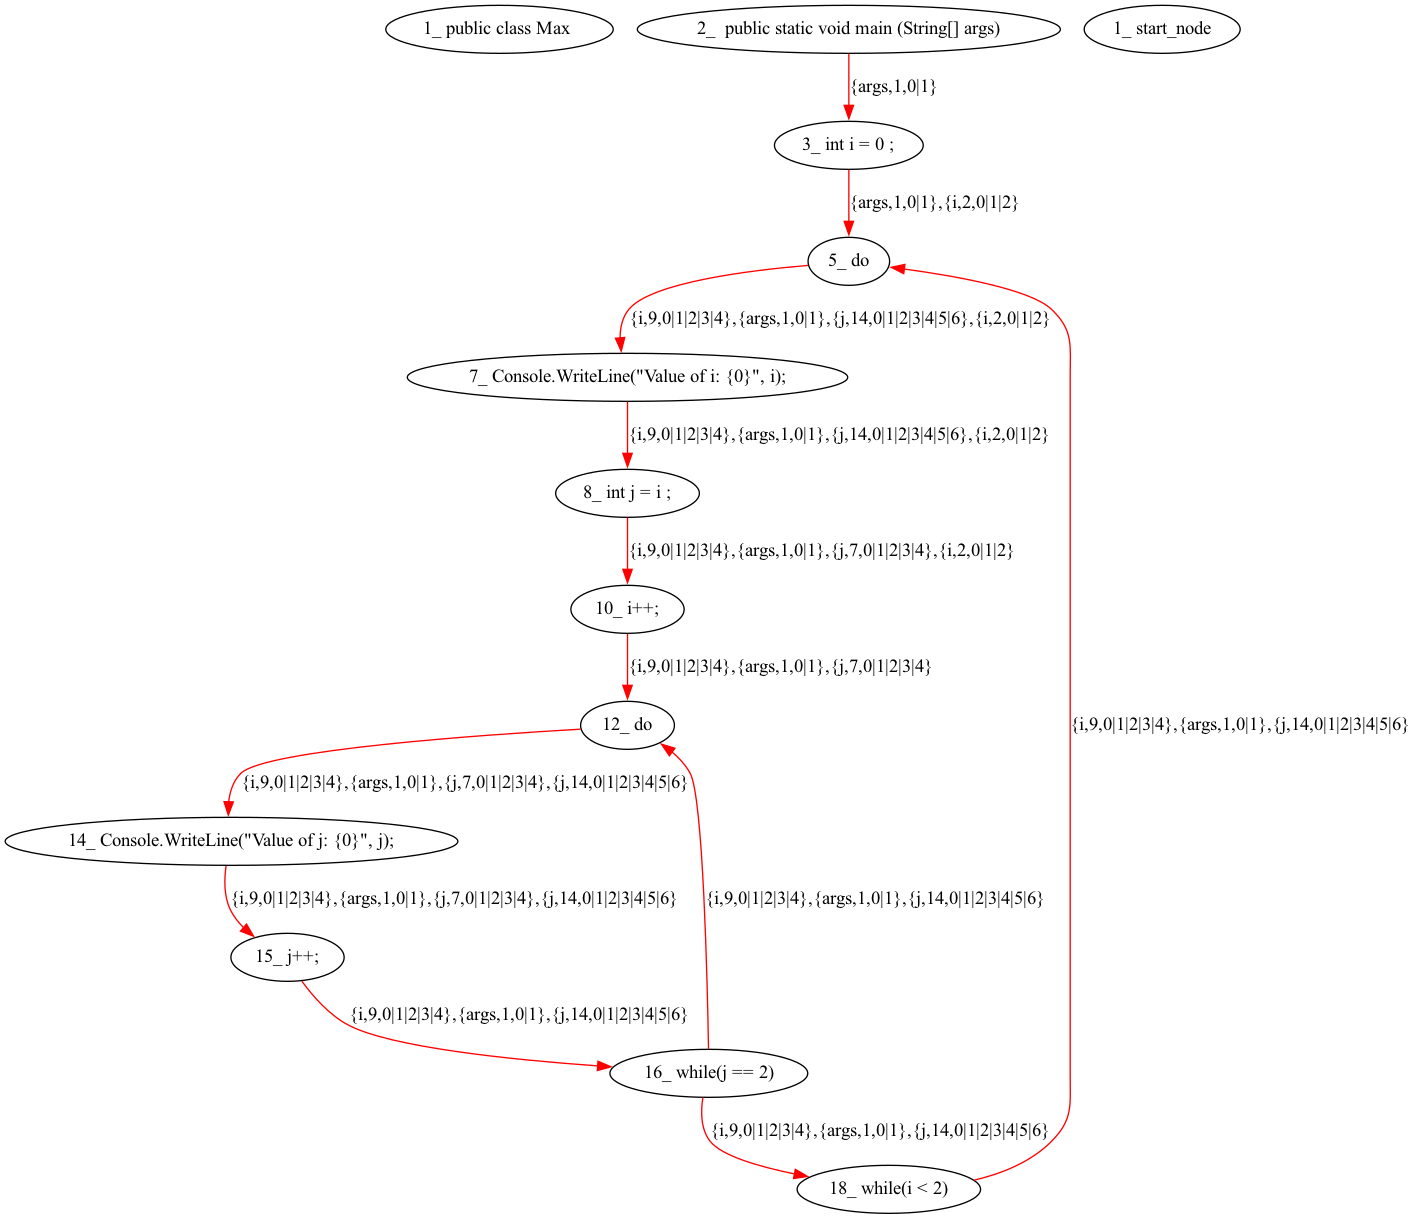 1_ public class Max
2_  public static void main (String[] args)
1_ start_node
{args,1,0|1}
3_ int i = 0 ;
{args,1,0|1},{i,2,0|1|2}
5_ do
{i,9,0|1|2|3|4},{args,1,0|1},{j,14,0|1|2|3|4|5|6},{i,2,0|1|2}
7_ Console.WriteLine("Value of i: {0}", i);
{i,9,0|1|2|3|4},{args,1,0|1},{j,14,0|1|2|3|4|5|6},{i,2,0|1|2}
8_ int j = i ;
{i,9,0|1|2|3|4},{args,1,0|1},{j,7,0|1|2|3|4},{i,2,0|1|2}
10_ i++;
{i,9,0|1|2|3|4},{args,1,0|1},{j,7,0|1|2|3|4}
12_ do
{i,9,0|1|2|3|4},{args,1,0|1},{j,14,0|1|2|3|4|5|6}
{i,9,0|1|2|3|4},{args,1,0|1},{j,7,0|1|2|3|4},{j,14,0|1|2|3|4|5|6}
14_ Console.WriteLine("Value of j: {0}", j);
{i,9,0|1|2|3|4},{args,1,0|1},{j,7,0|1|2|3|4},{j,14,0|1|2|3|4|5|6}
{i,9,0|1|2|3|4},{args,1,0|1},{j,14,0|1|2|3|4|5|6}
15_ j++;
{i,9,0|1|2|3|4},{args,1,0|1},{j,14,0|1|2|3|4|5|6}
16_ while(j == 2)
{i,9,0|1|2|3|4},{args,1,0|1},{j,14,0|1|2|3|4|5|6}
18_ while(i < 2)